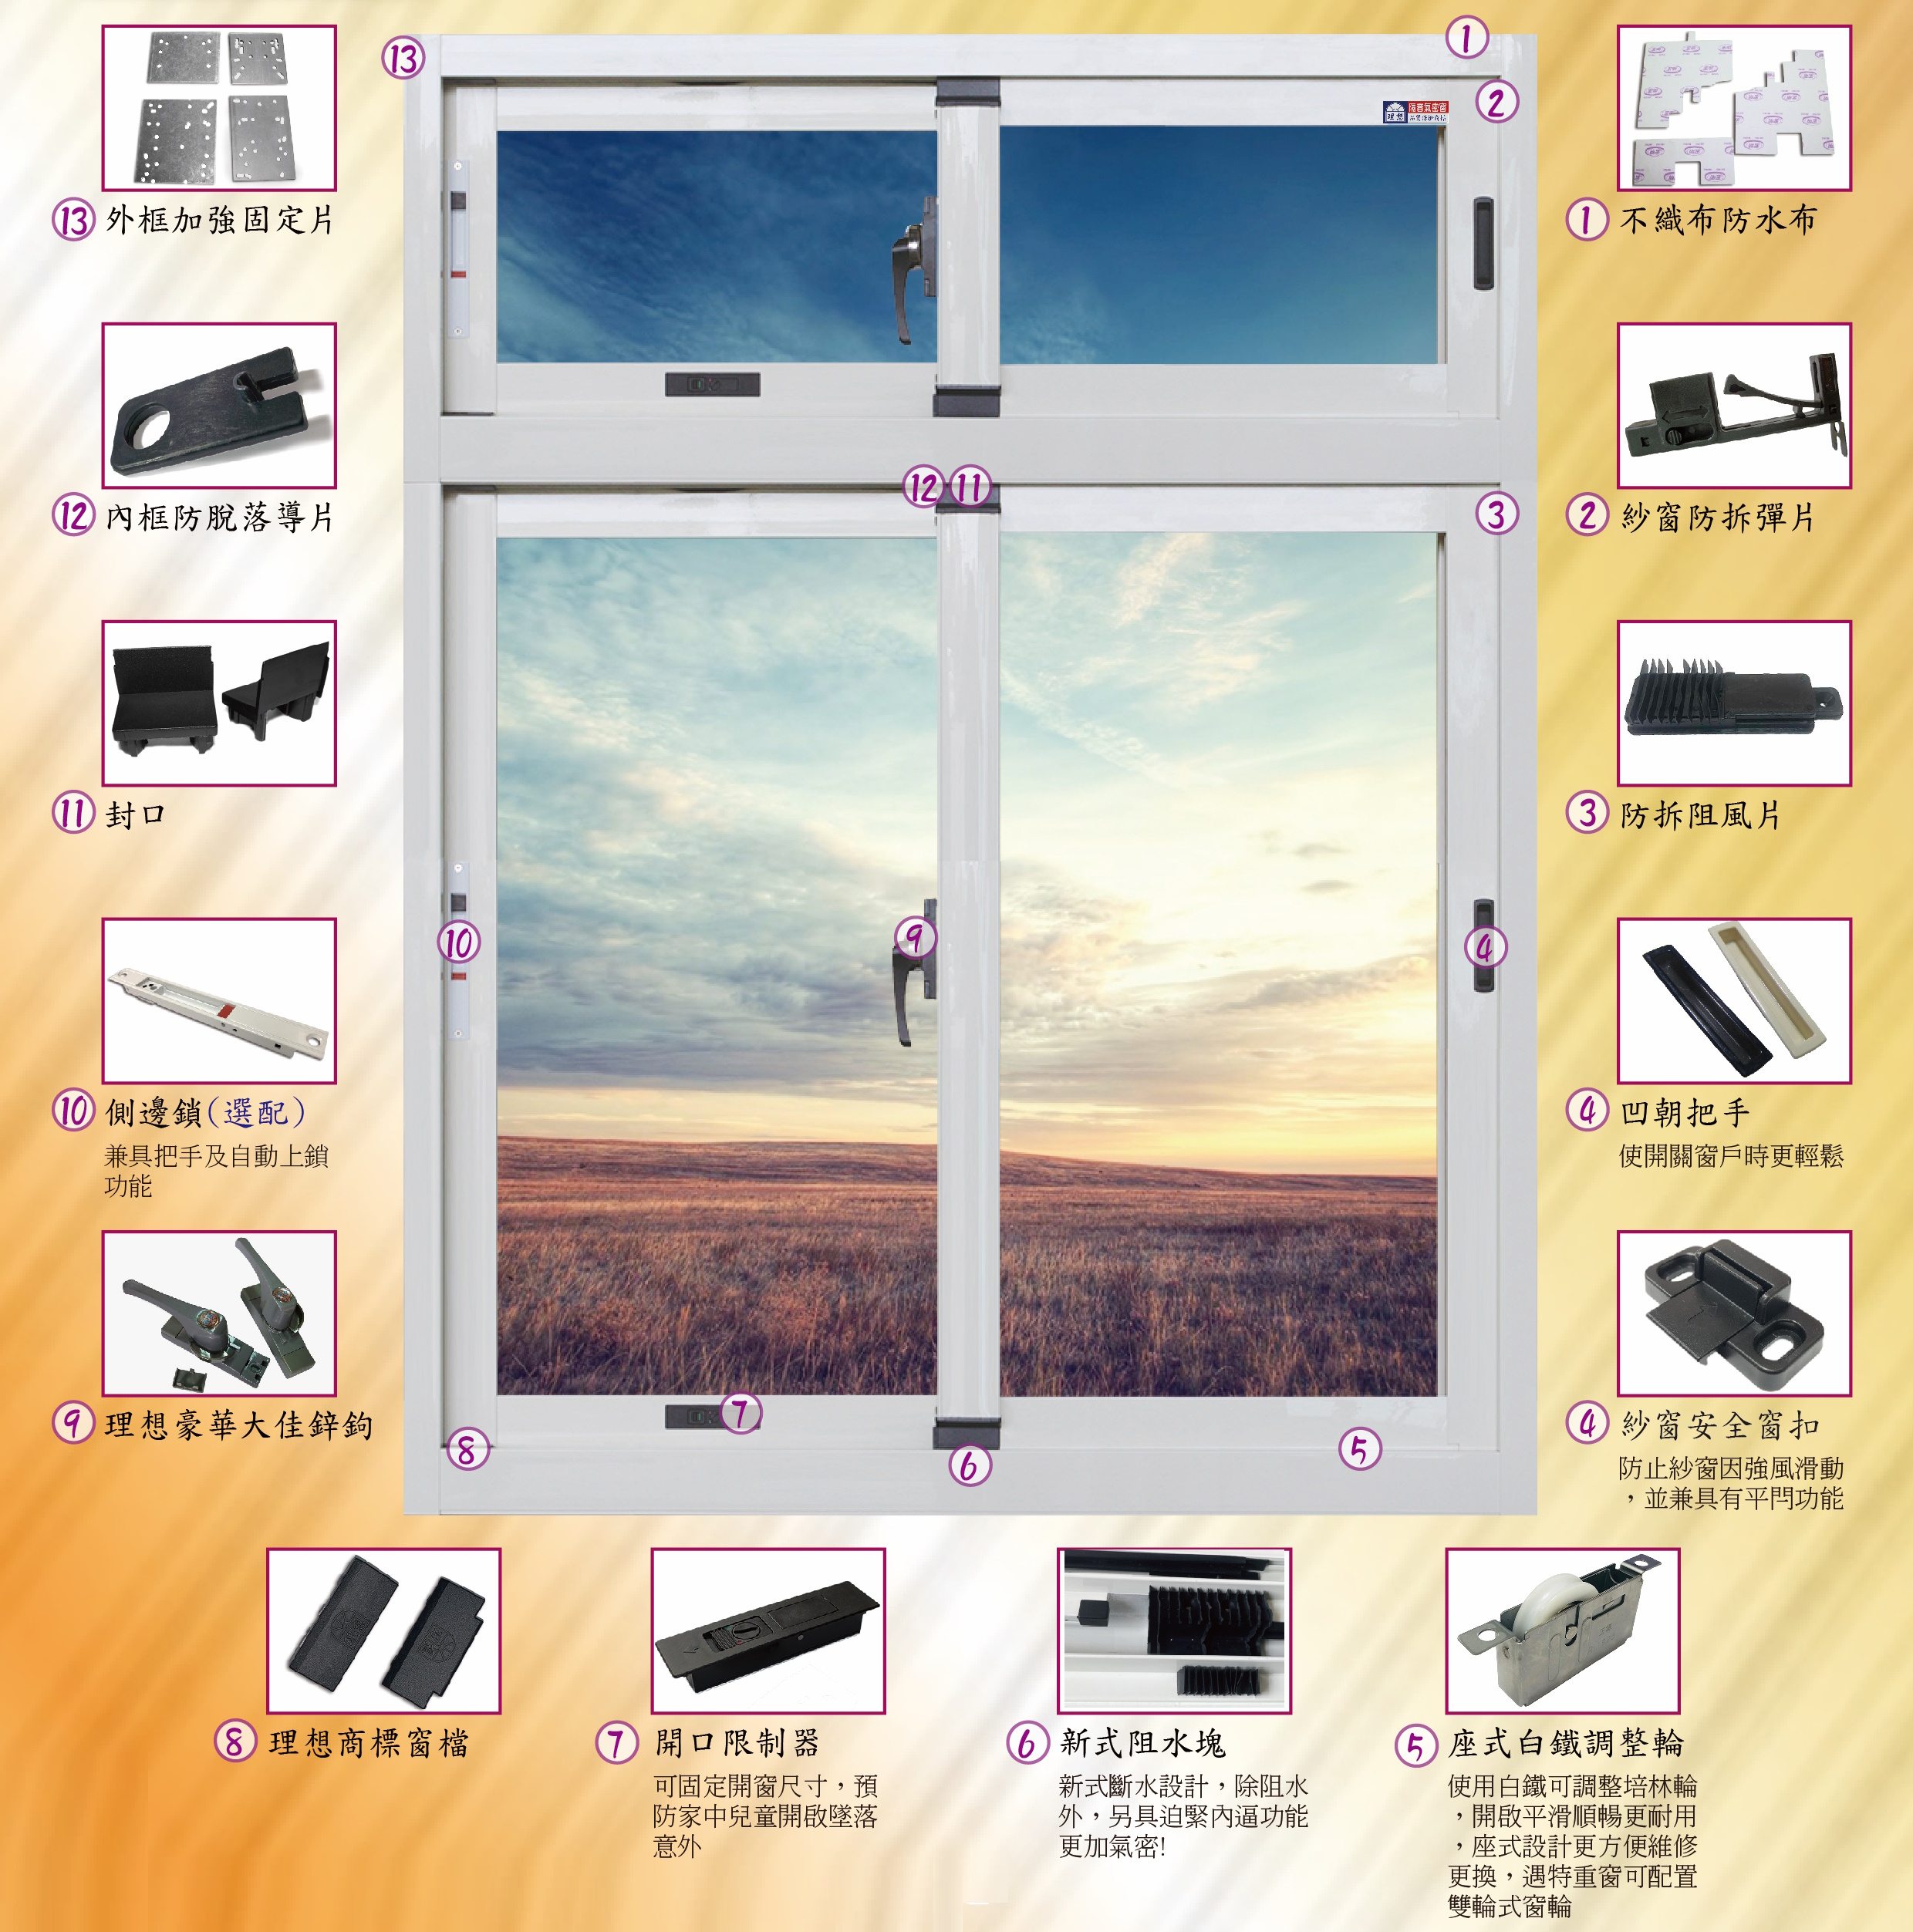 13
1
2
理想
隔音氣密窗
12
11
3
10
9
4
7
8
6
5
13 外框加強固定片
12 內框防脫落導片
11 封口
10 側邊鎖(選配)
兼具把手及自動上鎖
功能
9 理想豪華大佳鋅鉤
1 不織布防水布
2 紗窗防拆彈片
3 防拆阻風片
4 凹朝把手
使開關窗戶時更輕鬆
4 紗窗安全窗扣
防止紗窗因強風滑動
,並兼具有平閂功能
8 理想商標窗檔
7 開口限制器
可固定開窗尺寸,預
防家中兒童開啟墜落
意外
6 新式阻水塊
新式斷水設計,除阻水
外,另具迫緊內逼功能
更加氣密!
5 座式白鐵調整輪
使用白鐵可調整培林輪
,開啟平滑順暢更耐用
,座式設計更方便維修
更換,遇特重窗可配置
雙輪式窗輪